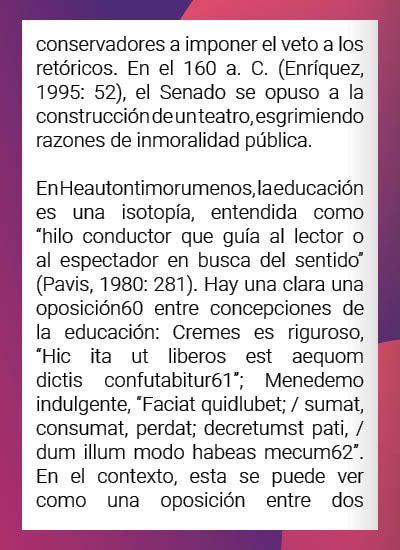 conservadores a imponer el veto a los
retóricos. En el 160 a. C. (Enríquez,
1995: 52), el Senado se opuso a la
construcción de un teatro, esgrimiendo
razones de inmoralidad pública.
En Heautontimorumenos, la educación
es una isotopía, entendida como
“hilo conductor que guía al lector o
al espectador en busca del sentido”
(Pavis, 1980: 281). Hay una clara una
oposición60 entre concepciones de
la educación: Cremes es riguroso,
“Hic ita ut liberos est aequom
dictis confutabitur61”; Menedemo
indulgente, “Faciat quidlubet; / sumat,
consumat, perdat; decretumst pati, /
dum illum modo habeas mecum62”.
En el contexto, esta se puede ver
como una oposición entre dos